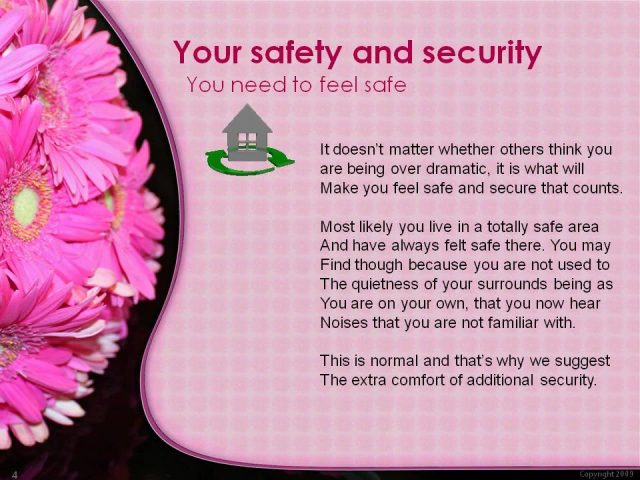 Your safety and security
You need to feel safe
It doesn't matter whether others think you
are being over dramatic, it is what will
Make you feel safe and secure that counts.
Most likely you live in a totally safe area
And have always felt safe there. You may
Find though because you are not used to
The quietness of your surrounds being as
You are on your own, that you now hear
Noises that you are not familiar with.
This is normal and that's why we suggest
The extra comfort of additional security.
4
Copyright 2009